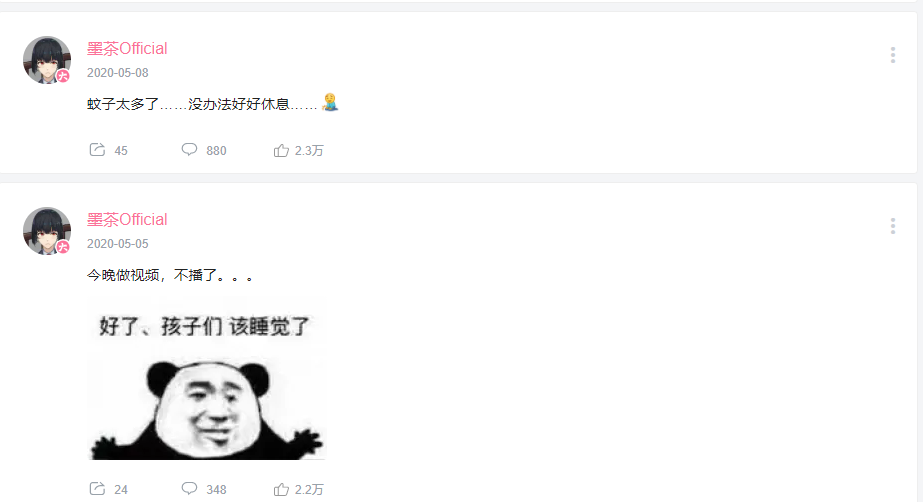 墨茶Official
2020-05-08
蚊子太多了……没办法好好休息……
45 880 2.3万
墨茶Official
2020-05-05
今晚做视频，不播了。。。
好了、孩子们 该睡觉了
24 348 2.2万